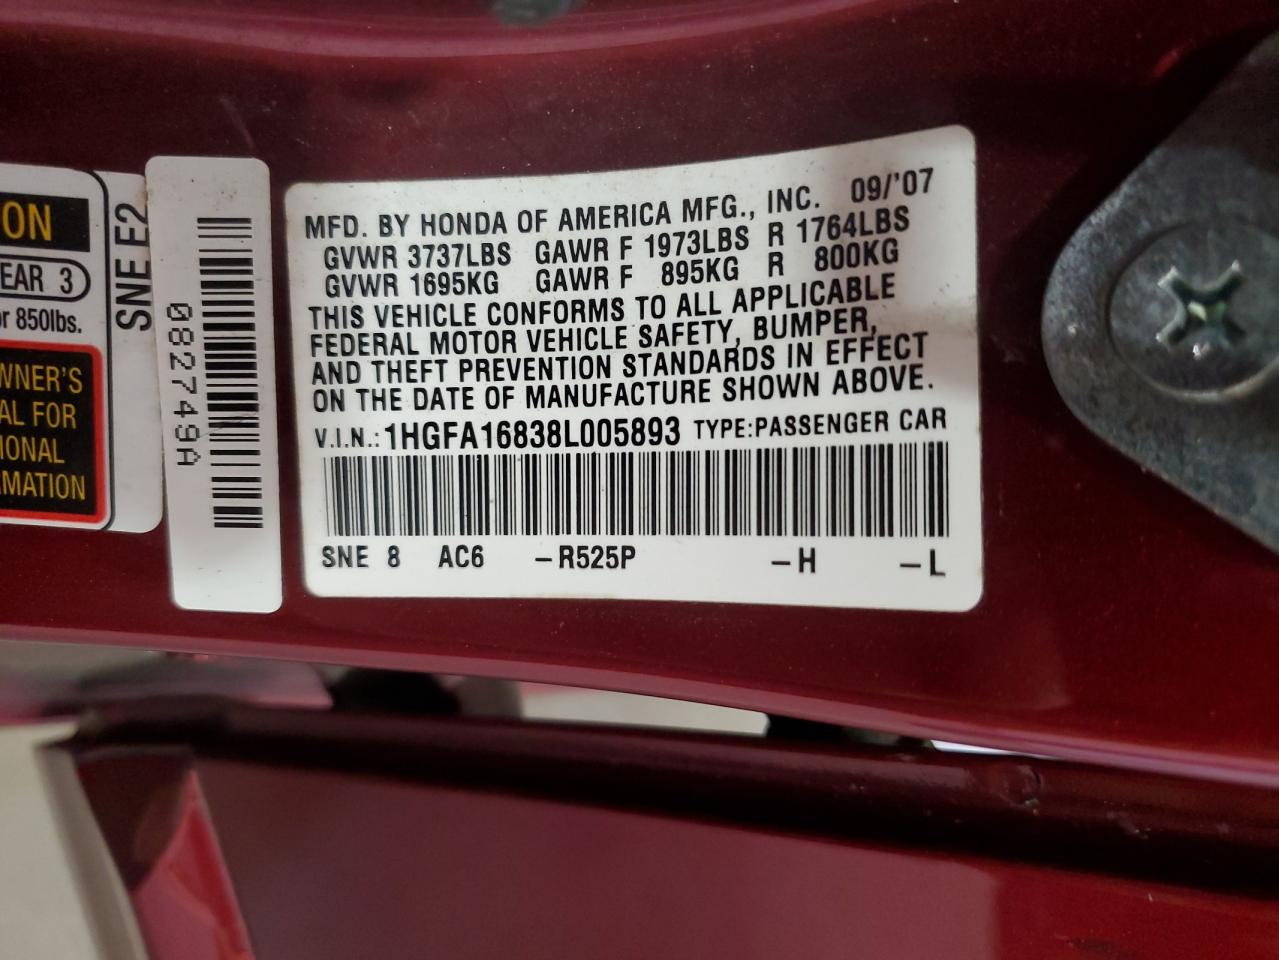 ON
EAR 3
or 850lbs.
WNER'S
AL FOR
IONAL
MATION
SNE E2
082749A
MFD. BY HONDA OF AMERICA MFG., INC. 09/'07
GVWR 3737LBS GAWR F 1973LBS R 1764LBS
GVWR 1695KG GAWR F 895KG R 800KG
THIS VEHICLE CONFORMS TO ALL APPLICABLE
FEDERAL MOTOR VEHICLE SAFETY, BUMPER,
AND THEFT PREVENTION STANDARDS IN EFFECT
ON THE DATE OF MANUFACTURE SHOWN ABOVE.
V.I.N.: 1HGFA16838L005893 TYPE:PASSENGER CAR
SNE 8 AC6 -R525P -H -L